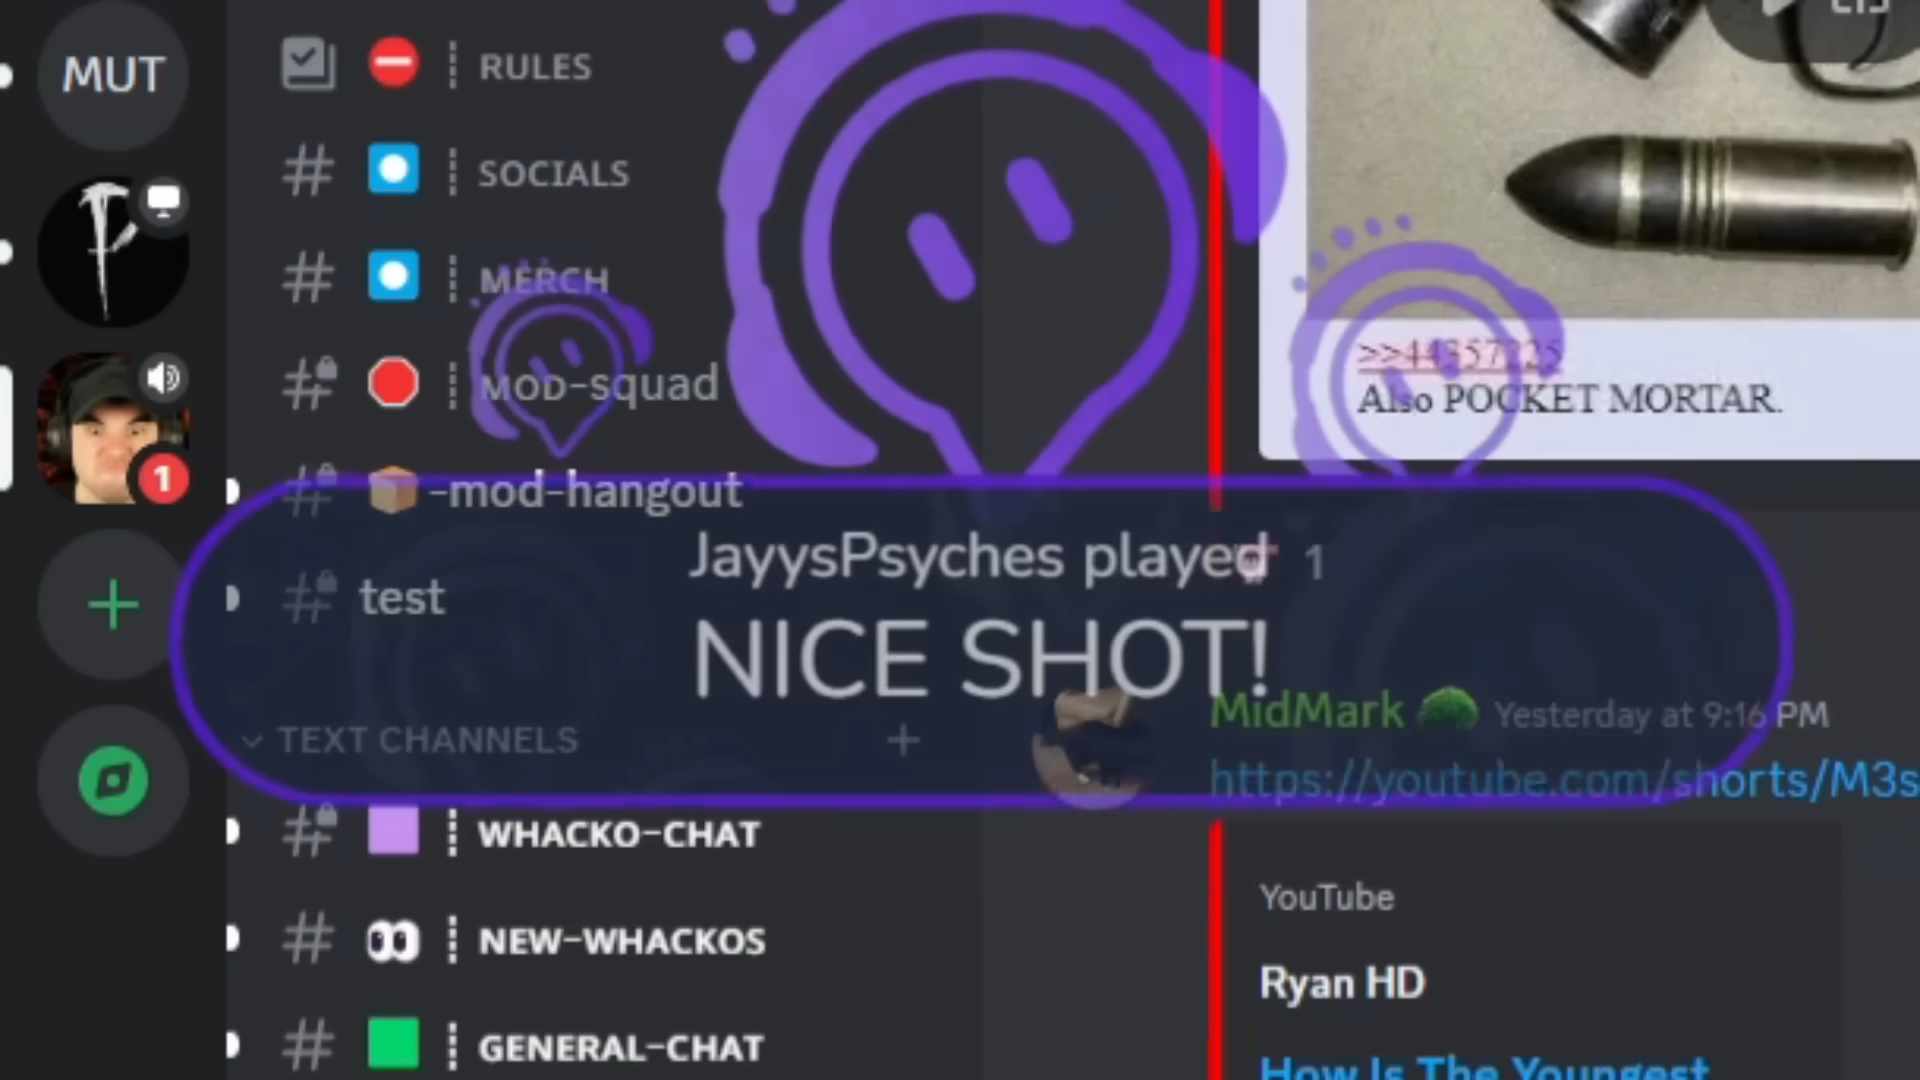 MUT
RULES
SOCIALS
MERCH
MOD-squad
-mod-hangout
test
TEXT CHANNELS
WHACKO-CHAT
NEW-WHACKOS
GENERAL-CHAT
1
>>44357225
Also POCKET MORTAR.
JayysPsyches played
1
NICE SHOT!
MidMark Yesterday at 9:16 PM
https://youtube.com/shorts/M3s
YouTube
Ryan HD
How Is The Youngest